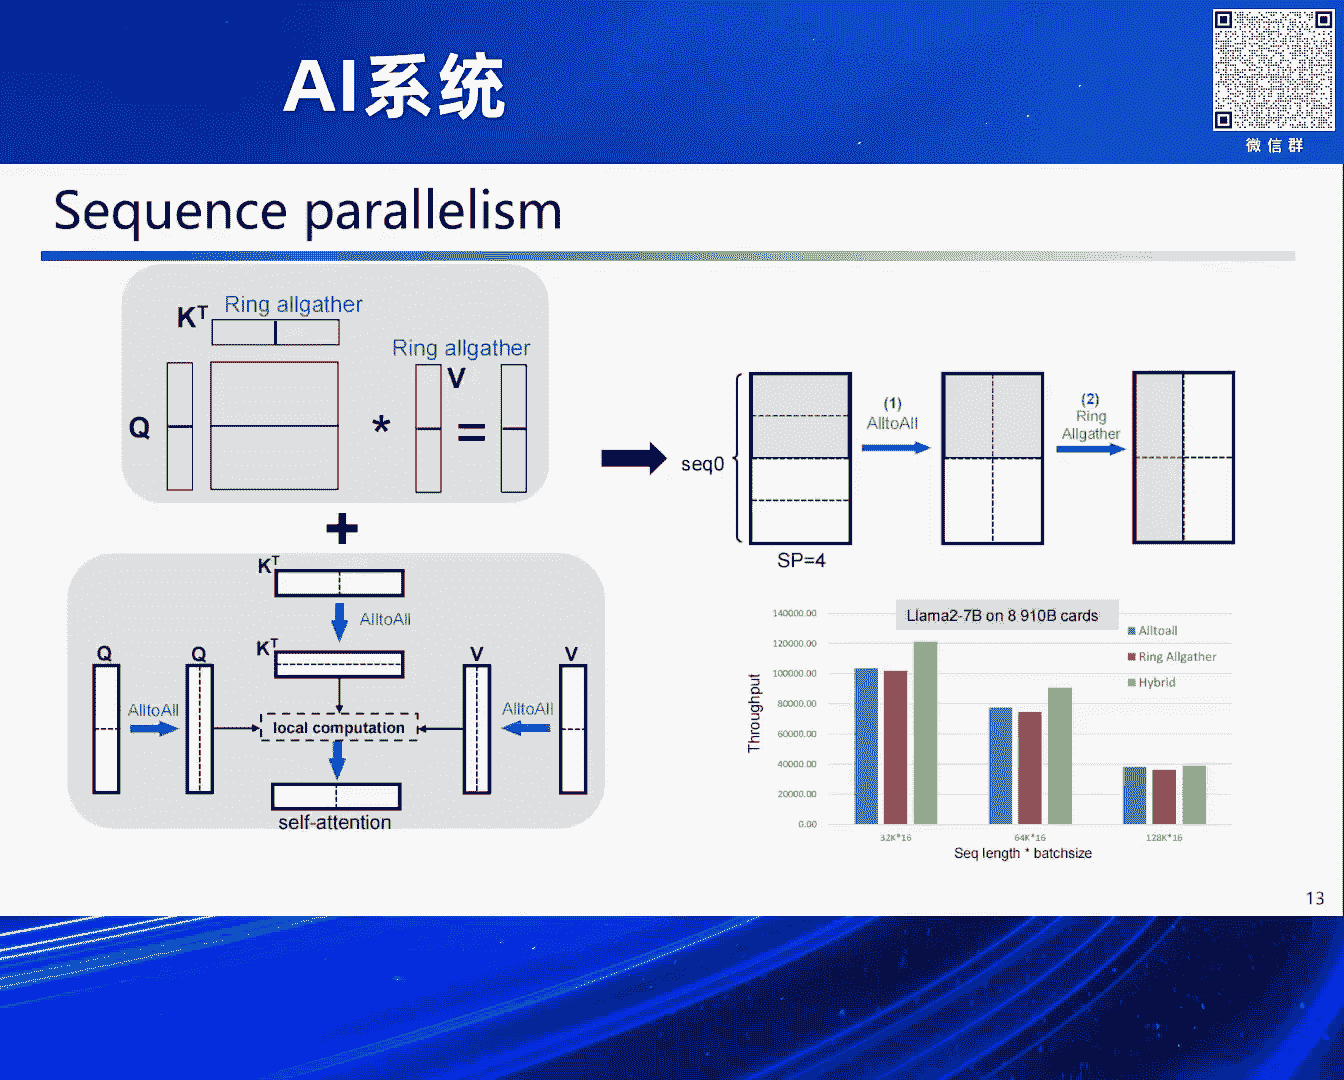 AI系统
微信群
Sequence parallelism
Kᵀ
Ring allgather
Ring allgather
V
Q
*
=
+
Kᵀ
AlltoAll
Kᵀ
Q
Q
V
V
AlltoAll
AlltoAll
local computation
self-attention
seq0
(1)
AlltoAll
(2)
Ring
Allgather
SP=4
Llama2-7B on 8 910B cards
Alltoall
Ring Allgather
Hybrid
Throughput
140000.00
120000.00
100000.00
80000.00
60000.00
40000.00
20000.00
0.00
32K*16
64K*16
128K*16
Seq length * batchsize
13